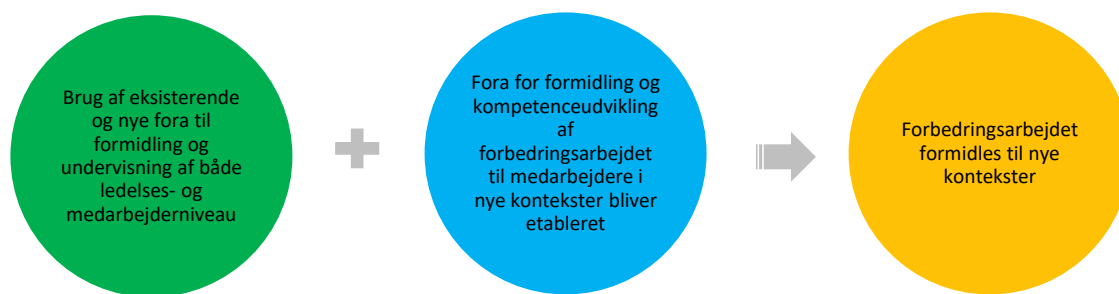 Brug af eksisterende
og nye fora til
formidling og
undervisning af både
ledelses- og
medarbejderniveau
Fora for formidling og
kompetenceudvikling
af
forbedringsarbejdet
til medarbejdere i
nye kontekster bliver
etableret
Forbedringsarbejdet
formidles til nye
kontekster